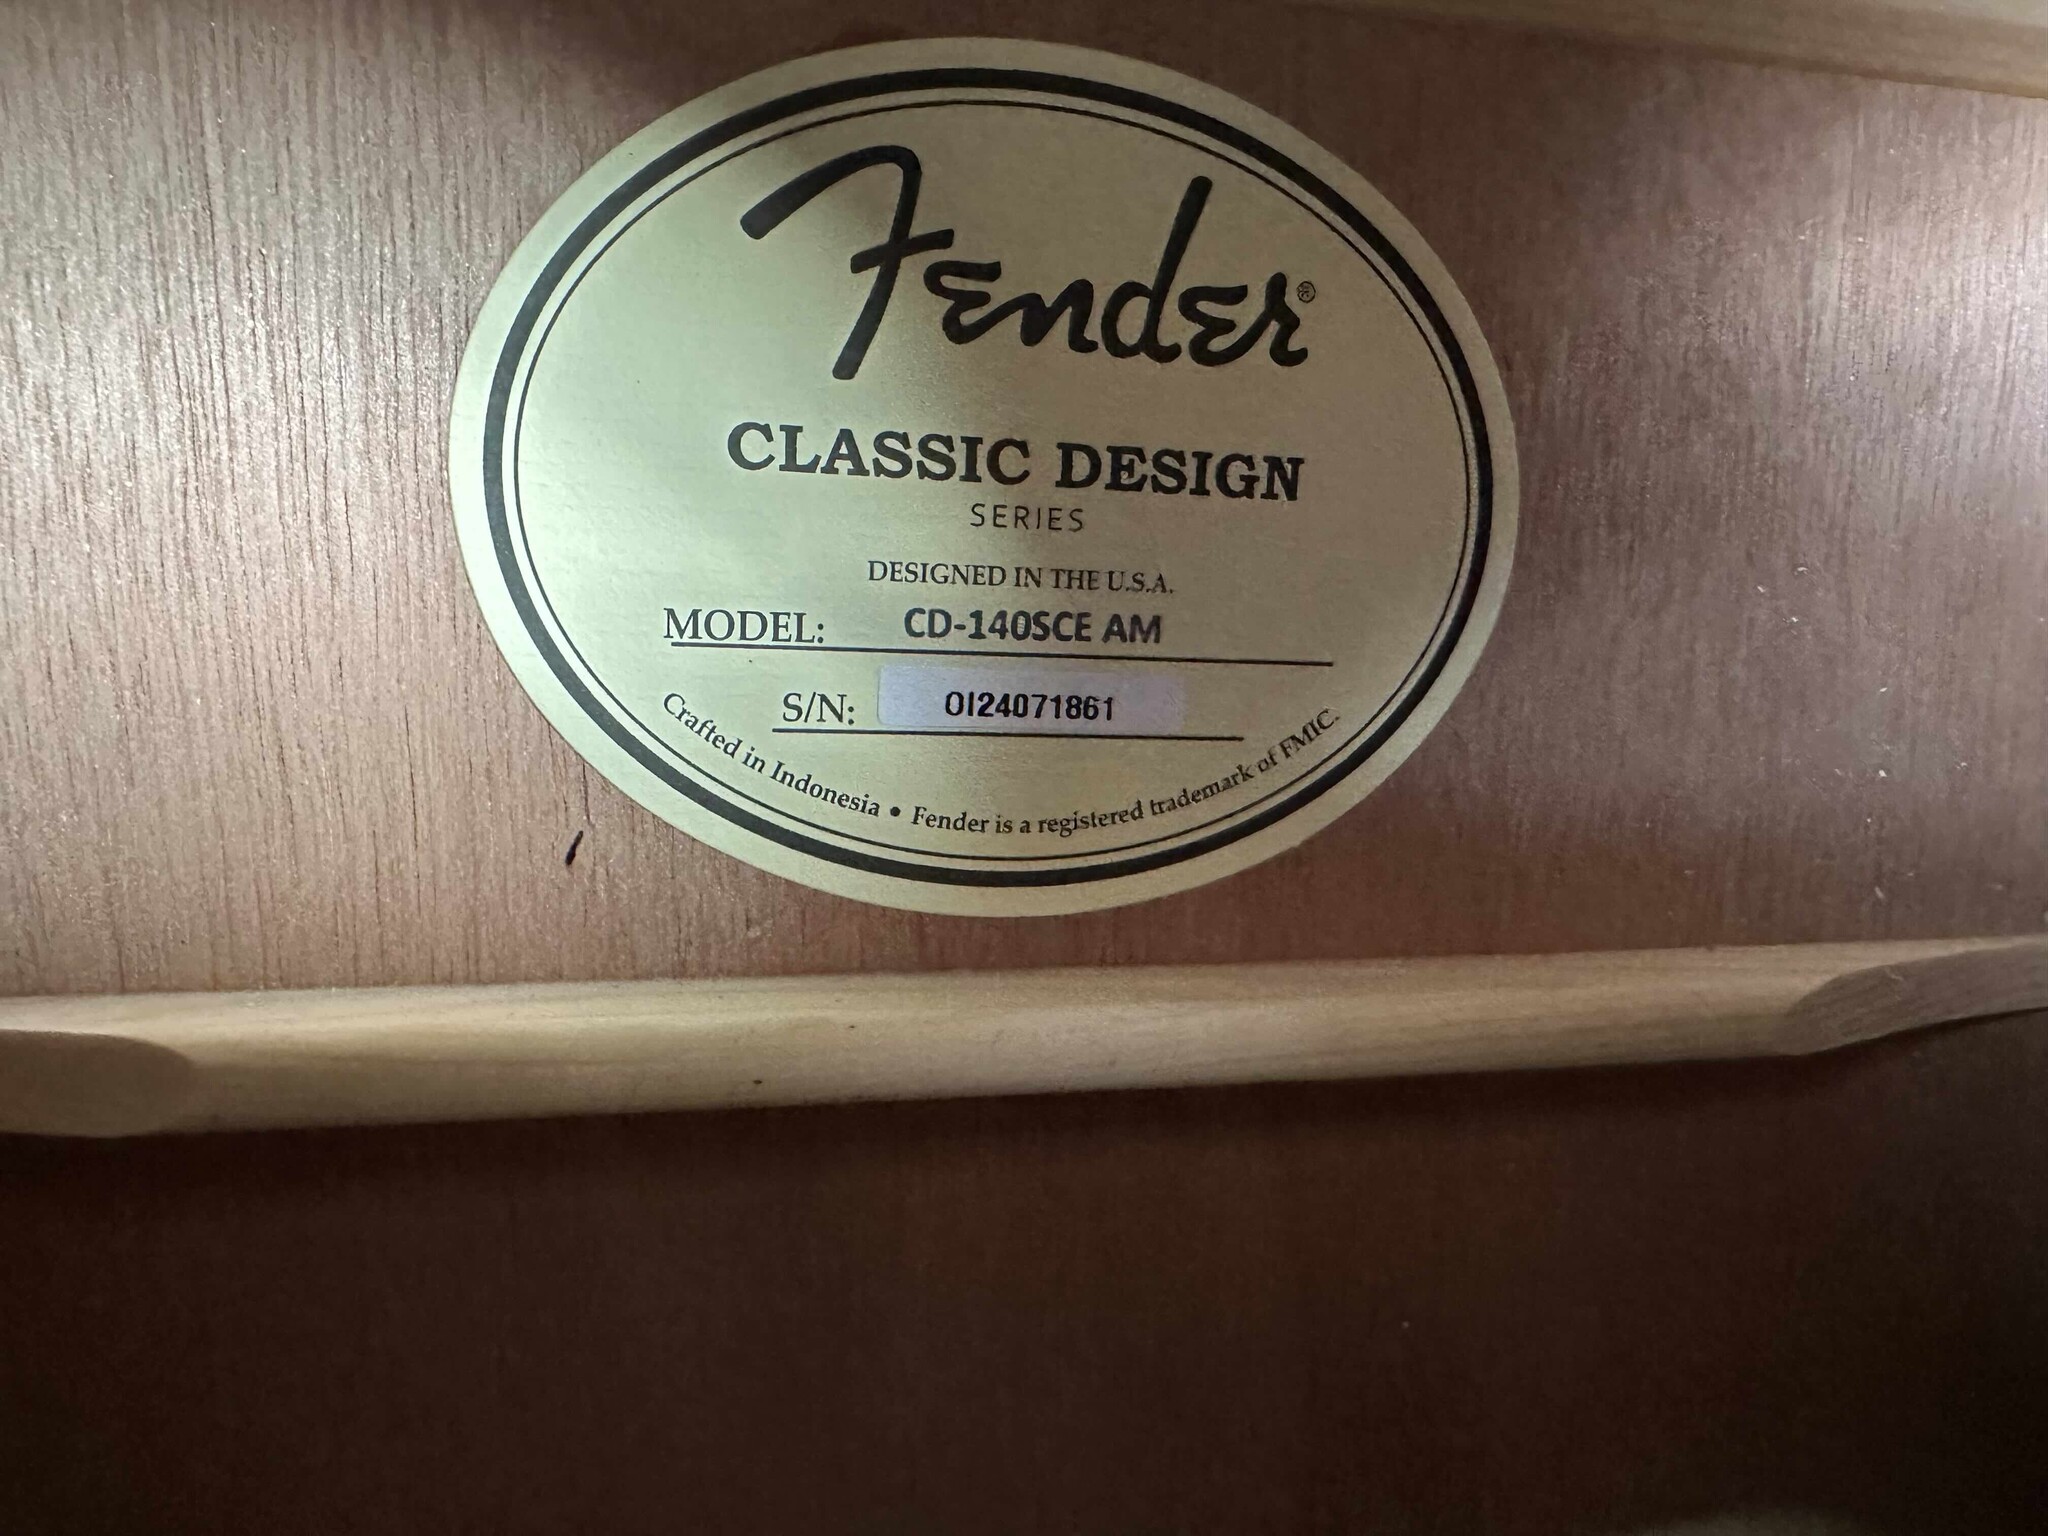 Fender®
CLASSIC DESIGN
SERIES
DESIGNED IN THE U.S.A.
MODEL: CD-140SCE AM
S/N: OI24071861
Crafted in Indonesia • Fender is a registered trademark of FMIC.